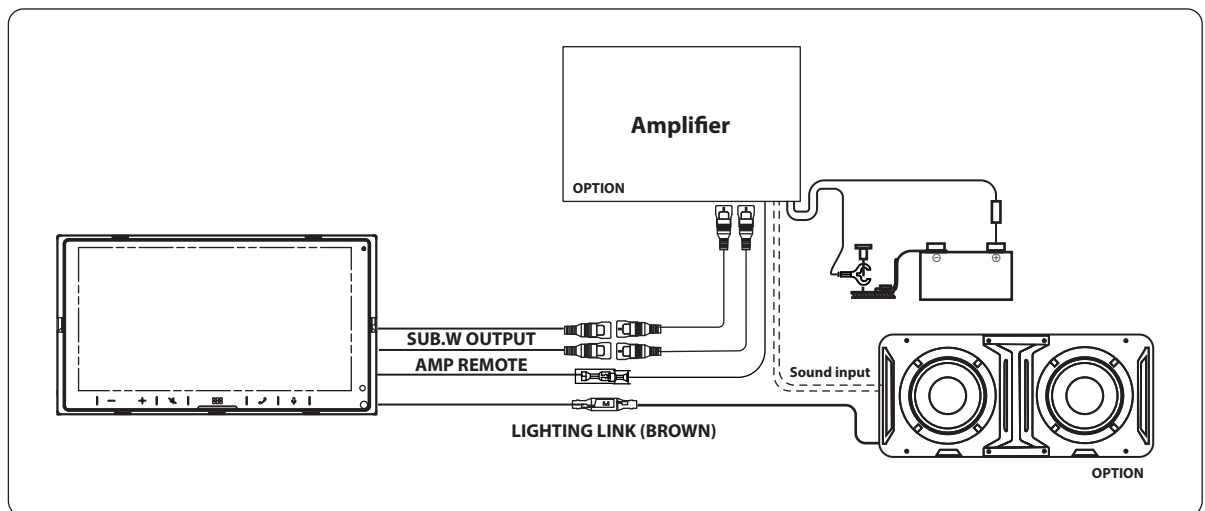 Amplifier
OPTION
SUB.W OUTPUT
AMP REMOTE
Sound input
LIGHTING LINK (BROWN)
OPTION